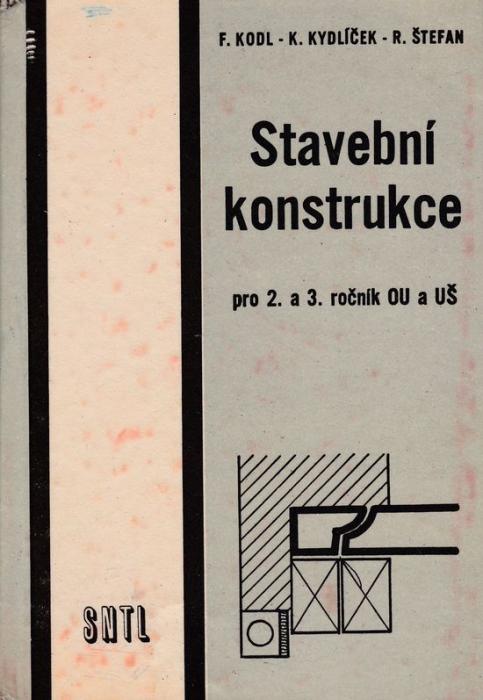 F. KODL - K. KYDLÍČEK - R. ŠTEFAN
Stavební
konstrukce
pro 2. a 3. ročník OU a UŠ
SNTL